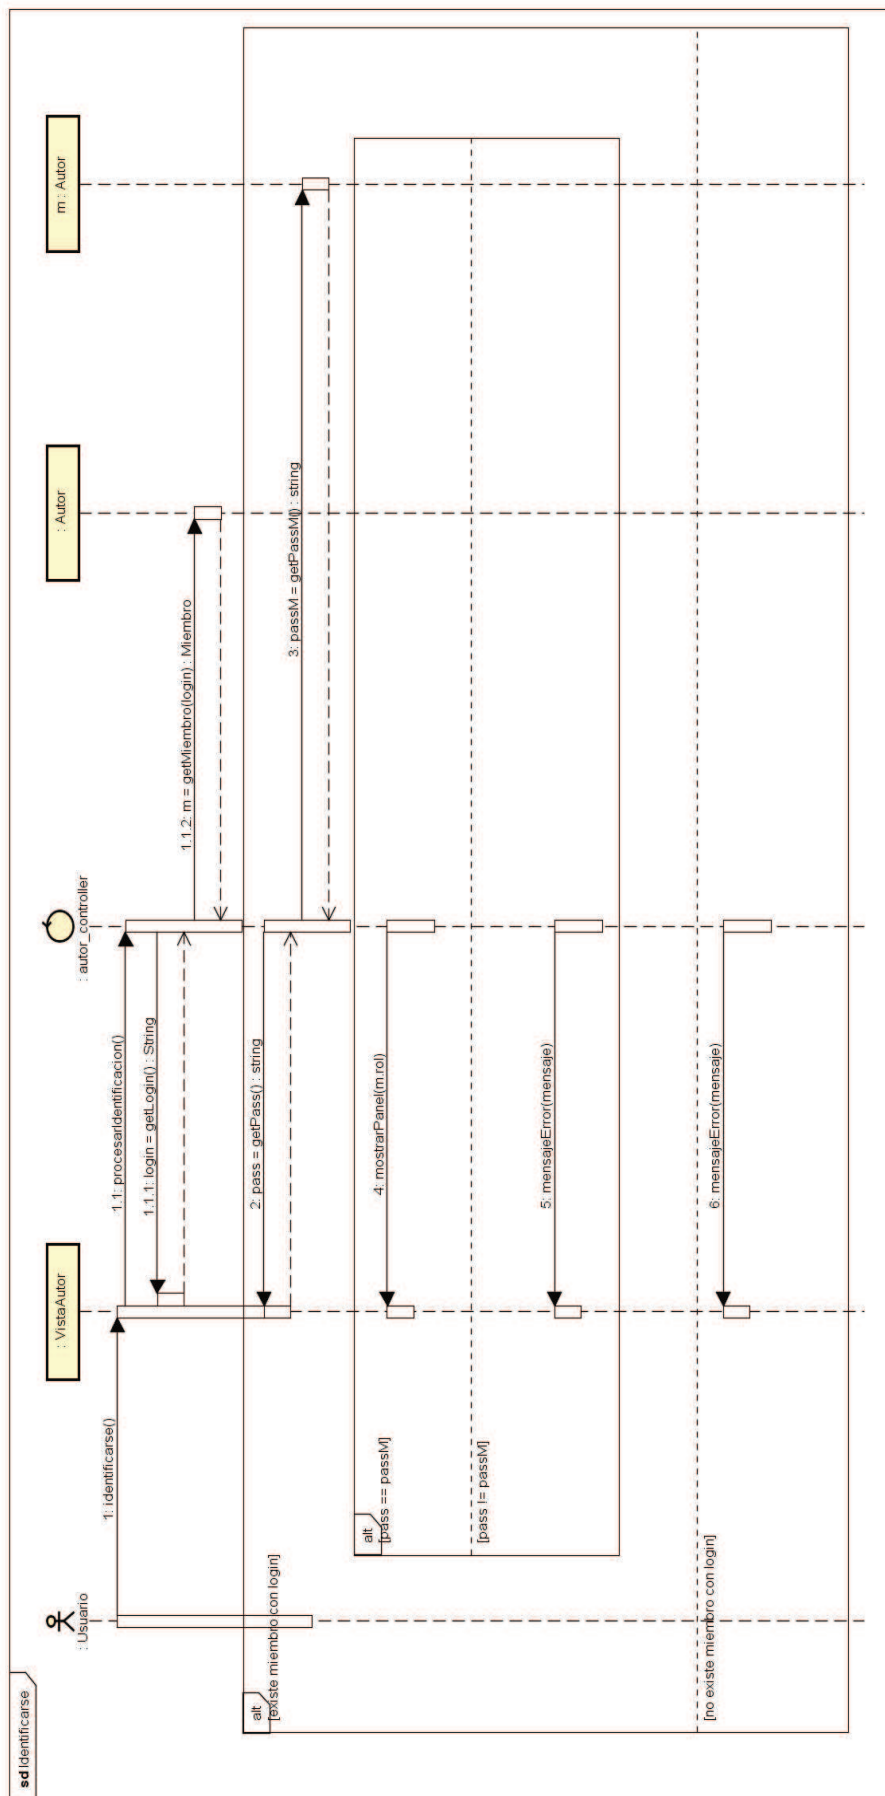 sd Identificarse
: Usuario
: VistaAutor
: autor_controller
: Autor
m : Autor
1: identificarse()
1.1: procesarIdentificacion()
1.1.1: login = getLogin() : String
1.1.2: m = getMiembro(login) : Miembro
alt
[existe miembro con login]
2: pass = getPass() : string
3: passM = getPassM() : string
alt
[pass == passM]
4: mostrarPanel(m.rol)
[pass != passM]
5: mensajeError(mensaje)
[no existe miembro con login]
6: mensajeError(mensaje)